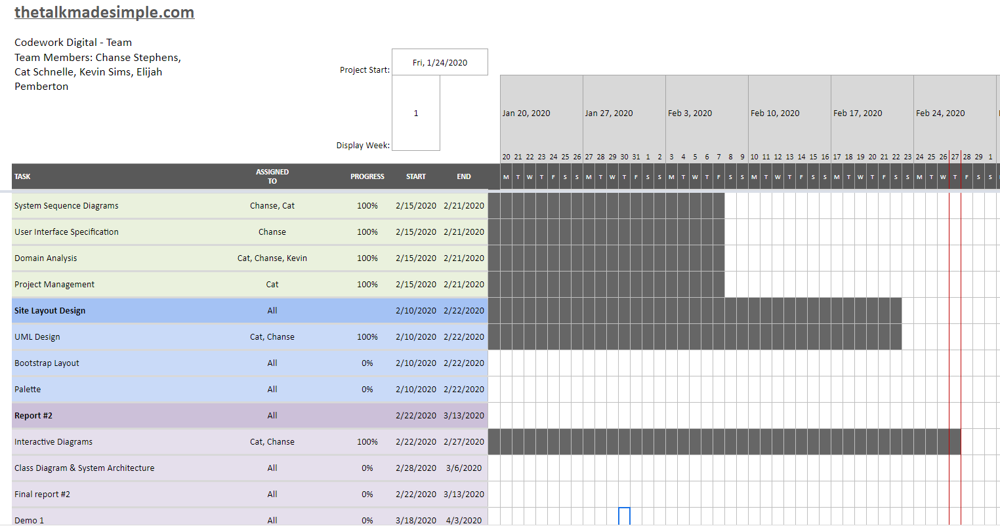 thetalkmadesimple.com
Codework Digital - Team
Team Members: Chanse Stephens,
Cat Schnelle, Kevin Sims, Elijah
Pemberton
Project Start: Fri, 1/24/2020
Display Week: 1
Jan 20, 2020 Jan 27, 2020 Feb 3, 2020 Feb 10, 2020 Feb 17, 2020 Feb 24, 2020
20 21 22 23 24 25 26 27 28 29 30 31 1 2 3 4 5 6 7 8 9 10 11 12 13 14 15 16 17 18 19 20 21 22 23 24 25 26 27 28 29 1
TASK ASSIGNED TO PROGRESS START END M T W T F S S M T W T F S S M T W T F S S M T W T F S S M T W T F S S M T W T F S S
System Sequence Diagrams Chanse, Cat 100% 2/15/2020 2/21/2020
User Interface Specification Chanse 100% 2/15/2020 2/21/2020
Domain Analysis Cat, Chanse, Kevin 100% 2/15/2020 2/21/2020
Project Management Cat 100% 2/15/2020 2/21/2020
Site Layout Design All 2/10/2020 2/22/2020
UML Design Cat, Chanse 100% 2/10/2020 2/22/2020
Bootstrap Layout All 0% 2/10/2020 2/22/2020
Palette All 0% 2/10/2020 2/22/2020
Report #2 All 2/22/2020 3/13/2020
Interactive Diagrams Cat, Chanse 100% 2/22/2020 2/27/2020
Class Diagram & System Architecture All 0% 2/28/2020 3/6/2020
Final report #2 All 0% 2/22/2020 3/13/2020
Demo 1 All 0% 3/18/2020 4/3/2020